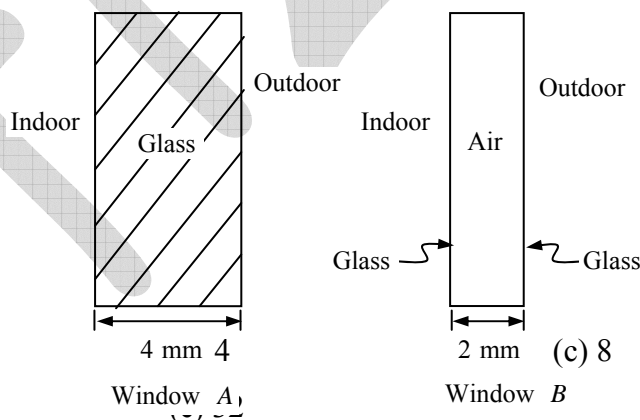 Outdoor
Outdoor
Indoor
Indoor
Glass
Air
Glass
Glass
4 mm 4
2 mm (c) 8
Window A
Window B